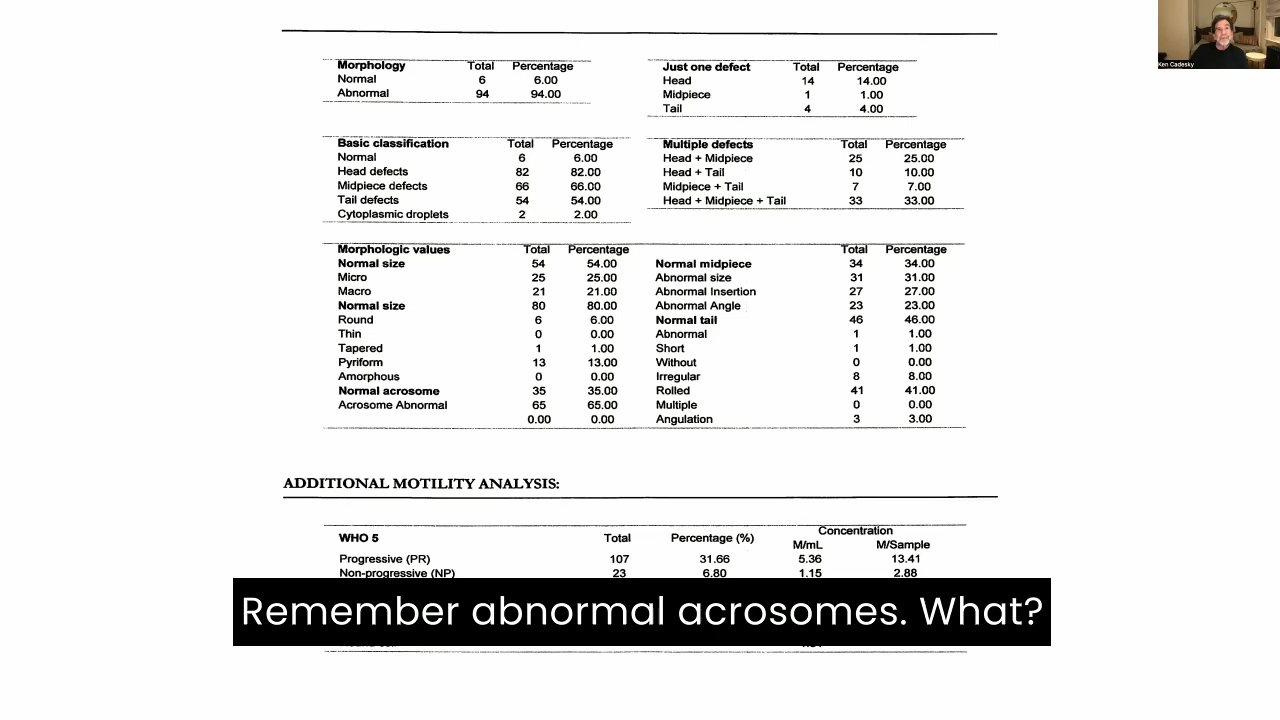 Ken Cadesky
Morphology Total Percentage
Normal 6 6.00
Abnormal 94 94.00
Just one defect Total Percentage
Head 14 14.00
Midpiece 1 1.00
Tail 4 4.00
Basic classification Total Percentage
Normal 6 6.00
Head defects 82 82.00
Midpiece defects 66 66.00
Tail defects 54 54.00
Cytoplasmic droplets 2 2.00
Multiple defects Total Percentage
Head + Midpiece 25 25.00
Head + Tail 10 10.00
Midpiece + Tail 7 7.00
Head + Midpiece + Tail 33 33.00
Morphologic values Total Percentage
Normal size 54 54.00
Micro 25 25.00
Macro 21 21.00
Normal size 80 80.00
Round 6 6.00
Thin 0 0.00
Tapered 1 1.00
Pyriform 13 13.00
Amorphous 0 0.00
Normal acrosome 35 35.00
Acrosome Abnormal 65 65.00
0.00 0.00
Total Percentage
Normal midpiece 34 34.00
Abnormal size 31 31.00
Abnormal Insertion 27 27.00
Abnormal Angle 23 23.00
Normal tail 46 46.00
Abnormal 1 1.00
Short 1 1.00
Without 0 0.00
Irregular 8 8.00
Rolled 41 41.00
Multiple 0 0.00
Angulation 3 3.00
ADDITIONAL MOTILITY ANALYSIS:
Concentration
WHO 5 Total Percentage (%) M/mL M/Sample
Progressive (PR) 107 31.66 5.36 13.41
Non-progressive (NP) 23 6.80 1.15 2.88
Remember abnormal acrosomes. What?